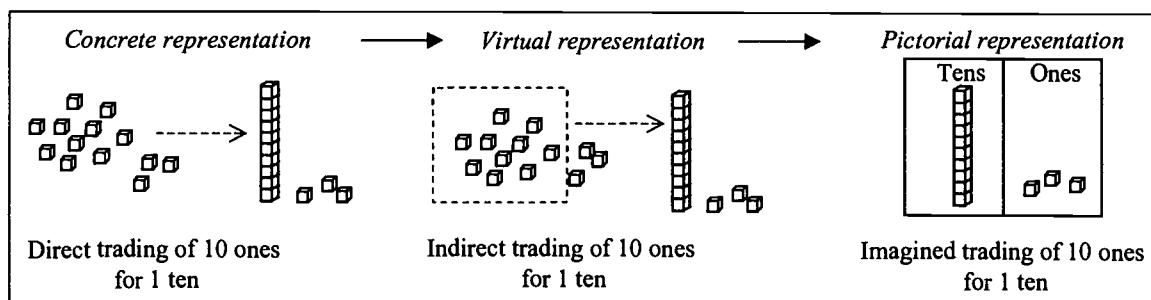 Concrete representation
Virtual representation
Pictorial representation
Tens
Ones
Direct trading of 10 ones
for 1 ten
Indirect trading of 10 ones
for 1 ten
Imagined trading of 10 ones
for 1 ten